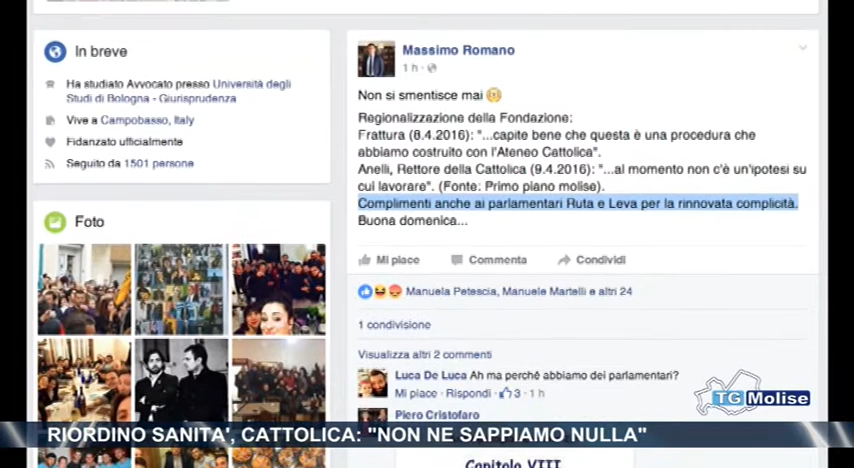 In breve
Ha studiato Avvocato presso Università degli
Studi di Bologna - Giurisprudenza
Vive a Campobasso, Italy
Fidanzato ufficialmente
Seguito da 1501 persone
Foto
Massimo Romano
1 h
Non si smentisce mai
Regionalizzazione della Fondazione:
Frattura (8.4.2016): "...capite bene che questa è una procedura che
abbiamo costruito con l'Ateneo Cattolica".
Anelli, Rettore della Cattolica (9.4.2016): "...al momento non c'è un'ipotesi su
cui lavorare". (Fonte: Primo piano molise).
Complimenti anche ai parlamentari Ruta e Leva per la rinnovata complicità.
Buona domenica...
Mi piace Commenta Condividi
Manuela Petescia, Manuele Martelli e altri 24
1 condivisione
Visualizza altri 2 commenti
Luca De Luca Ah ma perchè abbiamo dei parlamentari?
Mi piace · Rispondi · 3 · 1 h
Piero Cristofaro
TG Molise
RIORDINO SANITA', CATTOLICA: "NON NE SAPPIAMO NULLA"
Capitolo VIII